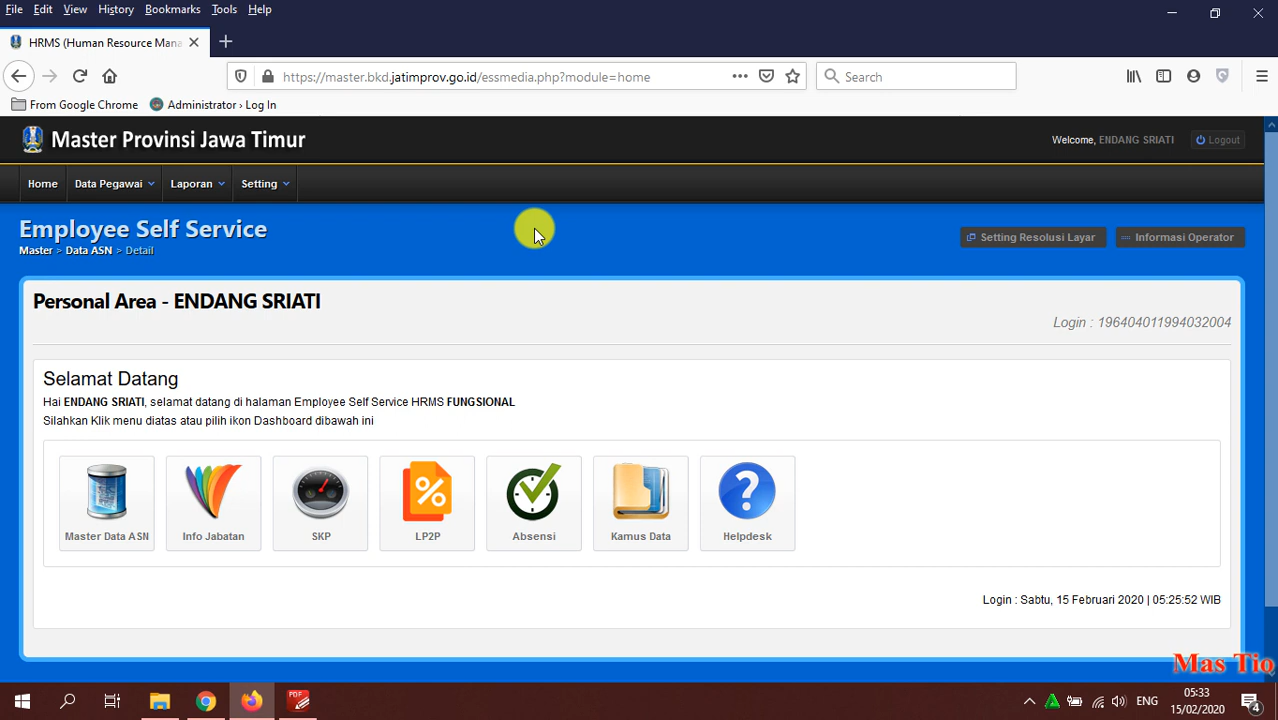 File Edit View History Bookmarks Tools Help
HRMS (Human Resource Mana
https://master.bkd.jatimprov.go.id/essmedia.php?module=home
Search
From Google Chrome Administrator › Log In
Master Provinsi Jawa Timur
Welcome, ENDANG SRIATI Logout
Home Data Pegawai Laporan Setting
Employee Self Service
Master > Data ASN > Detail
Setting Resolusi Layar Informasi Operator
Personal Area - ENDANG SRIATI
Login : 196404011994032004
Selamat Datang
Hai ENDANG SRIATI, selamat datang di halaman Employee Self Service HRMS FUNGSIONAL
Silahkan Klik menu diatas atau pilih ikon Dashboard dibawah ini
Master Data ASN Info Jabatan SKP LP2P Absensi Kamus Data Helpdesk
Login : Sabtu, 15 Februari 2020 | 05:25:52 WIB
Mas Tio
PDF
ENG
05:33
15/02/2020
4